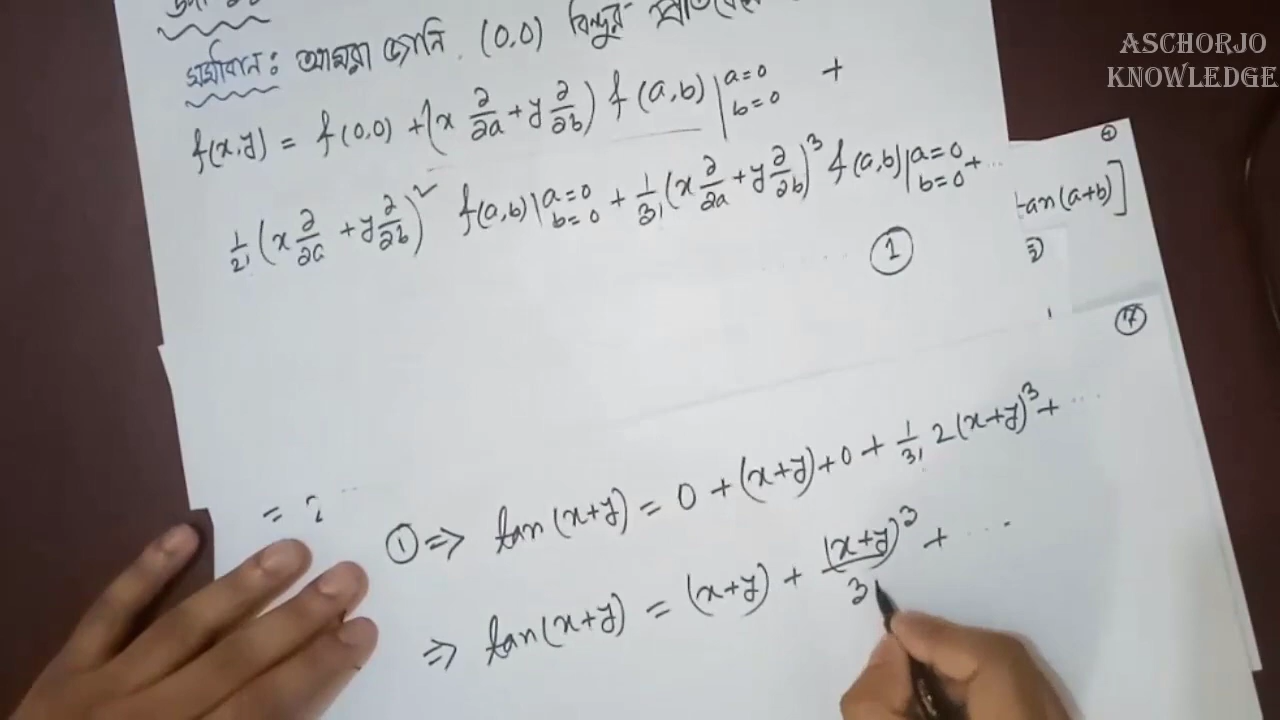 ASCHORJO
KNOWLEDGE
সমাধান: আমরা জানি. (0,0) বিন্দুর
f(x,y) = f(0,0) + (x ∂/∂a + y ∂/∂b) f(a,b)|a=0 b=0 +
1/2! (x ∂/∂a + y ∂/∂b)² f(a,b)|a=0 b=0 + 1/3! (x ∂/∂a + y ∂/∂b)³ f(a,b)|a=0 b=0 + ...
①
tan(a+b)]
⑦
= 2
① ⇒ tan(x+y) = 0 + (x+y) + 0 + 1/3! 2(x+y)³ + ...
⇒ tan(x+y) = (x+y) + (x+y)³/3 + ...